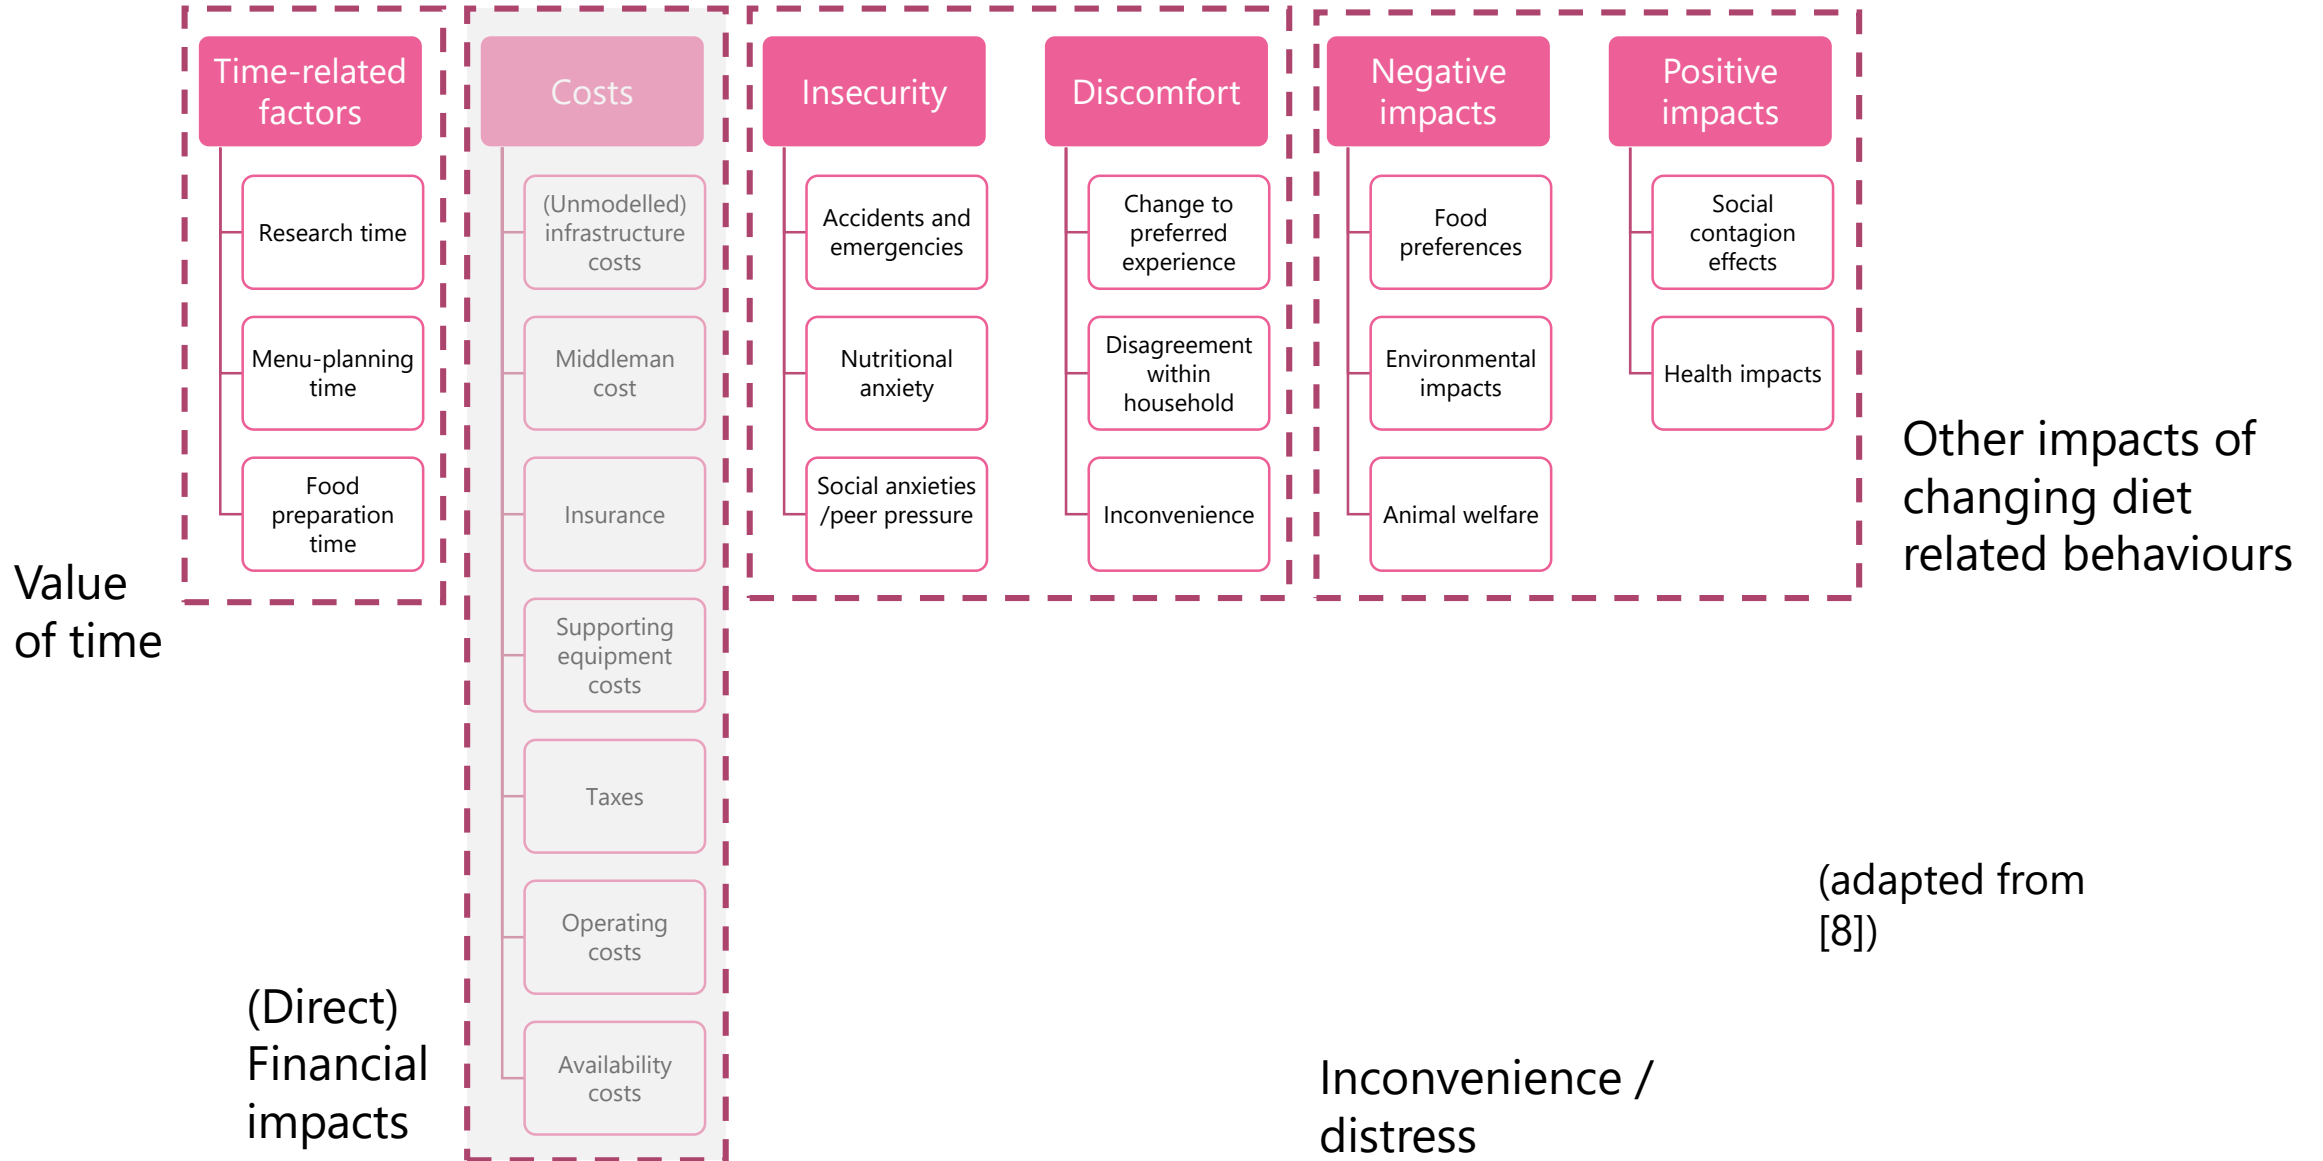 Time-related
factors
Research time
Menu-planning
time
Food
preparation
time
Value
of time
Costs
(Unmodelled)
infrastructure
costs
Middleman
cost
Insurance
Supporting
equipment
costs
Taxes
Operating
costs
Availability
costs
(Direct)
Financial
impacts
Insecurity
Accidents and
emergencies
Nutritional
anxiety
Social anxieties
/peer pressure
Discomfort
Change to
preferred
experience
Disagreement
within
household
Inconvenience
Inconvenience /
distress
Negative
impacts
Food
preferences
Environmental
impacts
Animal welfare
Positive
impacts
Social
contagion
effects
Health impacts
Other impacts of
changing diet
related behaviours
(adapted from
[8])